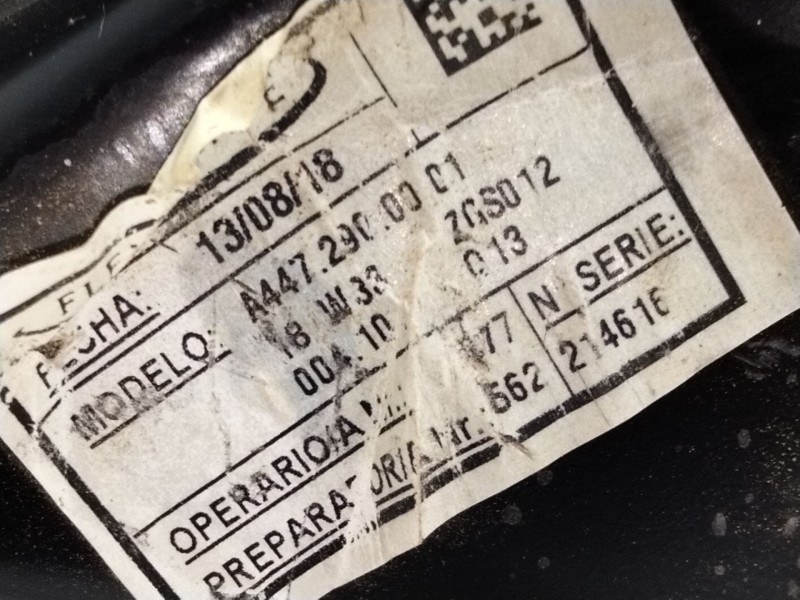 FECHA: 13/08/18
MODELO: A447.290.00 01
18 W33 ZGS012
004.10 013
OPERARIO/A Nr.: 77 N SERIE:
PREPARADOR/A Nr.: 562 214616